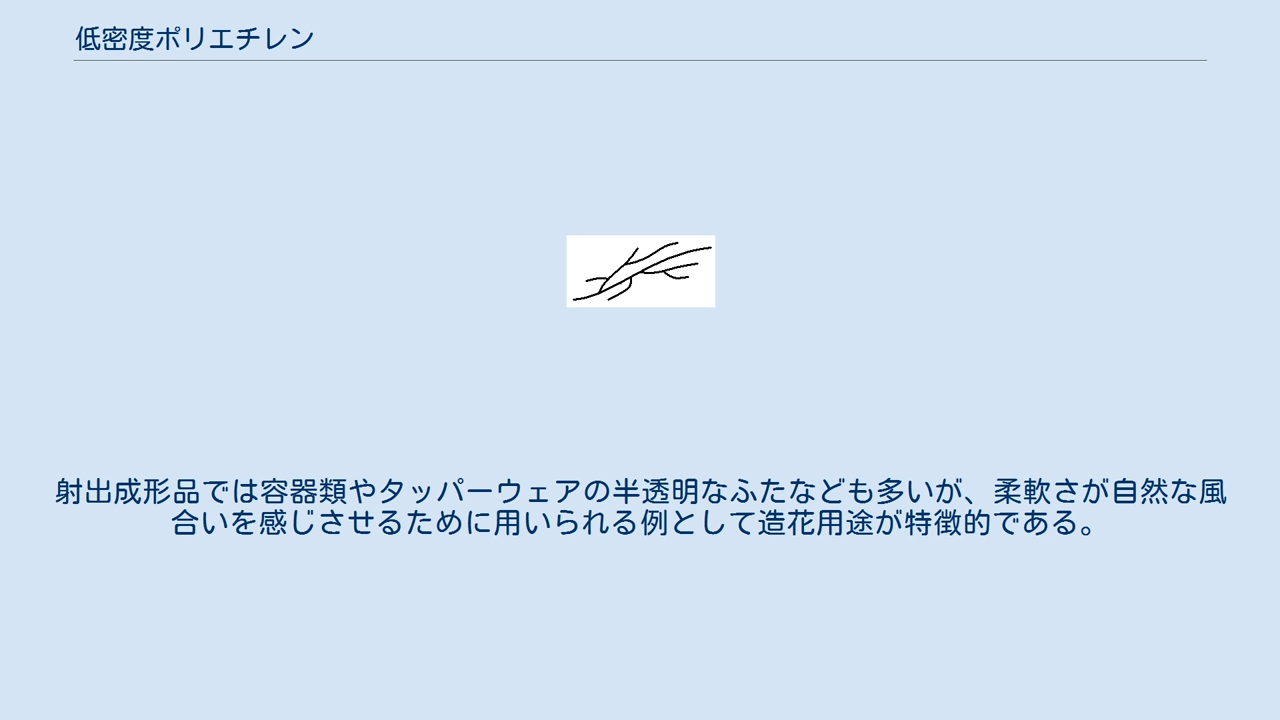 低密度ポリエチレン
射出成形品では容器類やタッパーウェアの半透明なふたなども多いが、柔軟さが自然な風
合いを感じさせるために用いられる例として造花用途が特徴的である。